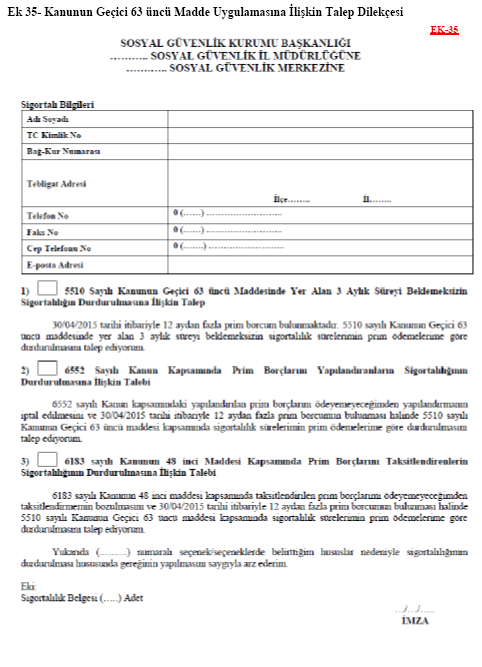 Ek 35- Kanunun Geçici 63 üncü Madde Uygulamasına İlişkin Talep Dilekçesi
EK-35
SOSYAL GÜVENLİK KURUMU BAŞKANLIĞI
........... SOSYAL GÜVENLİK İL MÜDÜRLÜĞÜNE
............ SOSYAL GÜVENLİK MERKEZİNE
Sigortalı Bilgileri
Adı Soyadı
TC Kimlik No
Bağ-Kur Numarası
Tebligat Adresi
İlçe........ İl........
Telefon No 0 (......) ..............................
Faks No 0 (......) ..............................
Cep Telefonu No 0 (.......) ..............................
E-posta Adresi
1) 5510 Sayılı Kanunun Geçici 63 üncü Maddesinde Yer Alan 3 Aylık Süreyi Beklemeksizin
Sigortalılığın Durdurulmasına İlişkin Talep
30/04/2015 tarihi itibariyle 12 aydan fazla prim borcum bulunmaktadır. 5510 sayılı Kanunun Geçici 63
üncü maddesinde yer alan 3 aylık süreyi beklemeksizin sigortalılık sürelerimin prim ödemelerime göre
durdurulmasını talep ediyorum.
2) 6552 Sayılı Kanun Kapsamında Prim Borçlarını Yapılandıranların Sigortalılığının
Durdurulmasına İlişkin Talebi
6552 sayılı Kanun kapsamındaki yapılandırılan prim borçlarını ödeyemeyeceğimden yapılandırmanın
iptal edilmesini ve 30/04/2015 tarihi itibariyle 12 aydan fazla prim borcumun bulunması halinde 5510 sayılı
Kanunun Geçici 63 üncü maddesi kapsamında sigortalılık sürelerimin prim ödemelerime göre durdurulmasını
talep ediyorum.
3) 6183 sayılı Kanunun 48 inci Maddesi Kapsamında Prim Borçlarını Taksitlendirenlerin
Sigortalılığının Durdurulmasına İlişkin Talebi
6183 sayılı Kanunun 48 inci maddesi kapsamında taksitlendirilen prim borçlarımı ödeyemeyeceğimden
taksitlendirmemin bozulmasını ve 30/04/2015 tarihi itibariyle 12 aydan fazla prim borcumun bulunması halinde
5510 sayılı Kanunun Geçici 63 üncü maddesi kapsamında sigortalılık sürelerimin prim ödemelerime göre
durdurulmasını talep ediyorum.
Yukarıda (..........) numaralı seçenek/seçeneklerde belirttiğim hususlar nedeniyle sigortalılığımın
durdurulması hususunda gereğinin yapılmasını saygıyla arz ederim.
Eki:
Sigortalılık Belgesi (.....) Adet
.../.../.....
İMZA